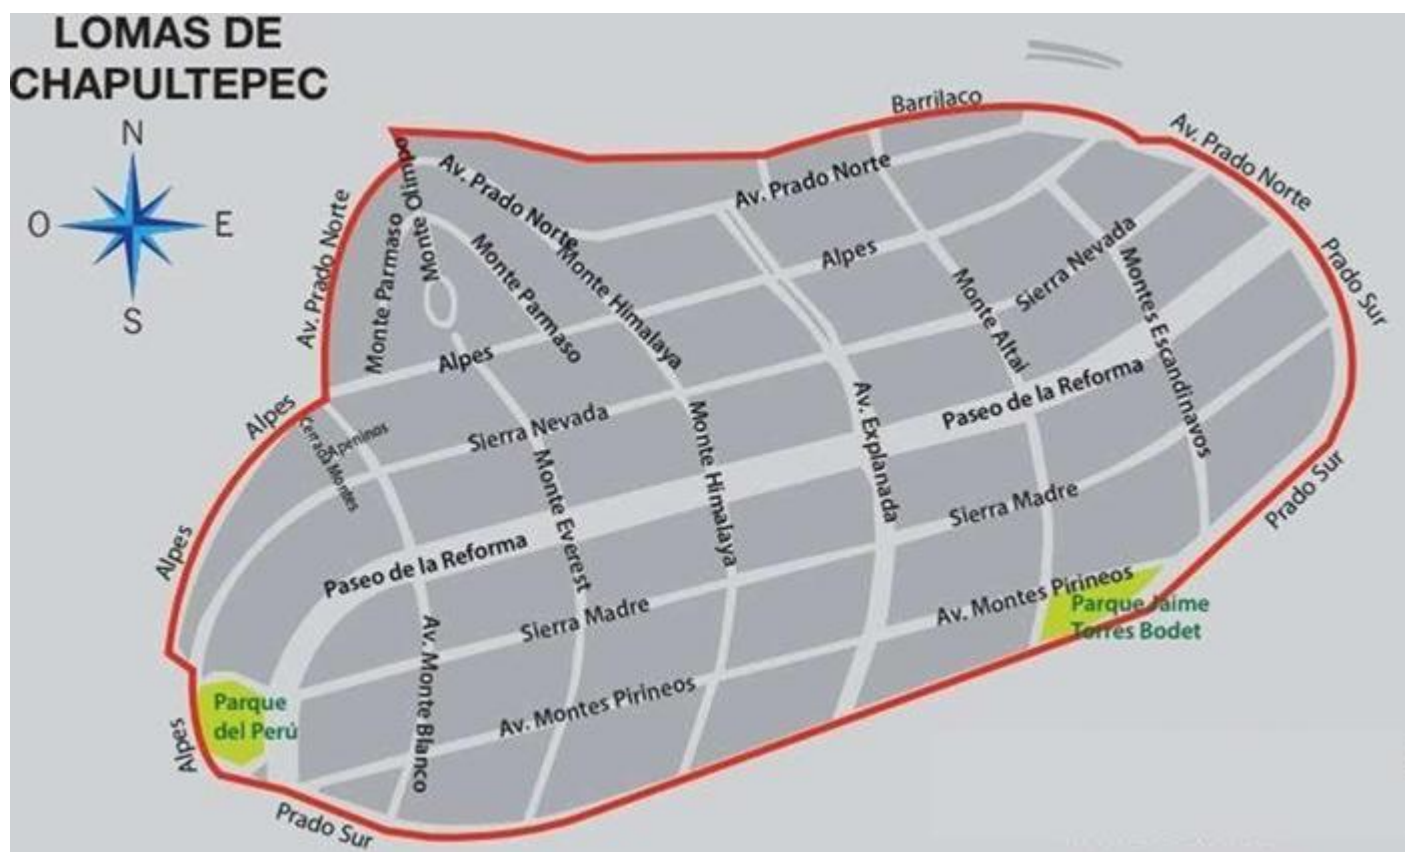 LOMAS DE
CHAPULTEPEC
N
O
E
S
Barrilaco
Av. Prado Norte
Av. Prado Norte
Av. Prado Norte
Av. Prado Norte
Monte Olimpo
Monte Parmaso
Monte Parmaso
Monte Himalaya
Alpes
Sierra Nevada
Montes Escandinavos
Monte Altai
Prado Sur
Alpes
Alpes
Cerrada Montes
Apeninos
Sierra Nevada
Monte Himalaya
Av. Explanada
Paseo de la Reforma
Monte Everest
Sierra Madre
Prado Sur
Alpes
Paseo de la Reforma
Sierra Madre
Av. Montes Pirineos
Parque Jaime
Torres Bodet
Av. Monte Blanco
Av. Montes Pirineos
Parque
del Perú
Alpes
Prado Sur